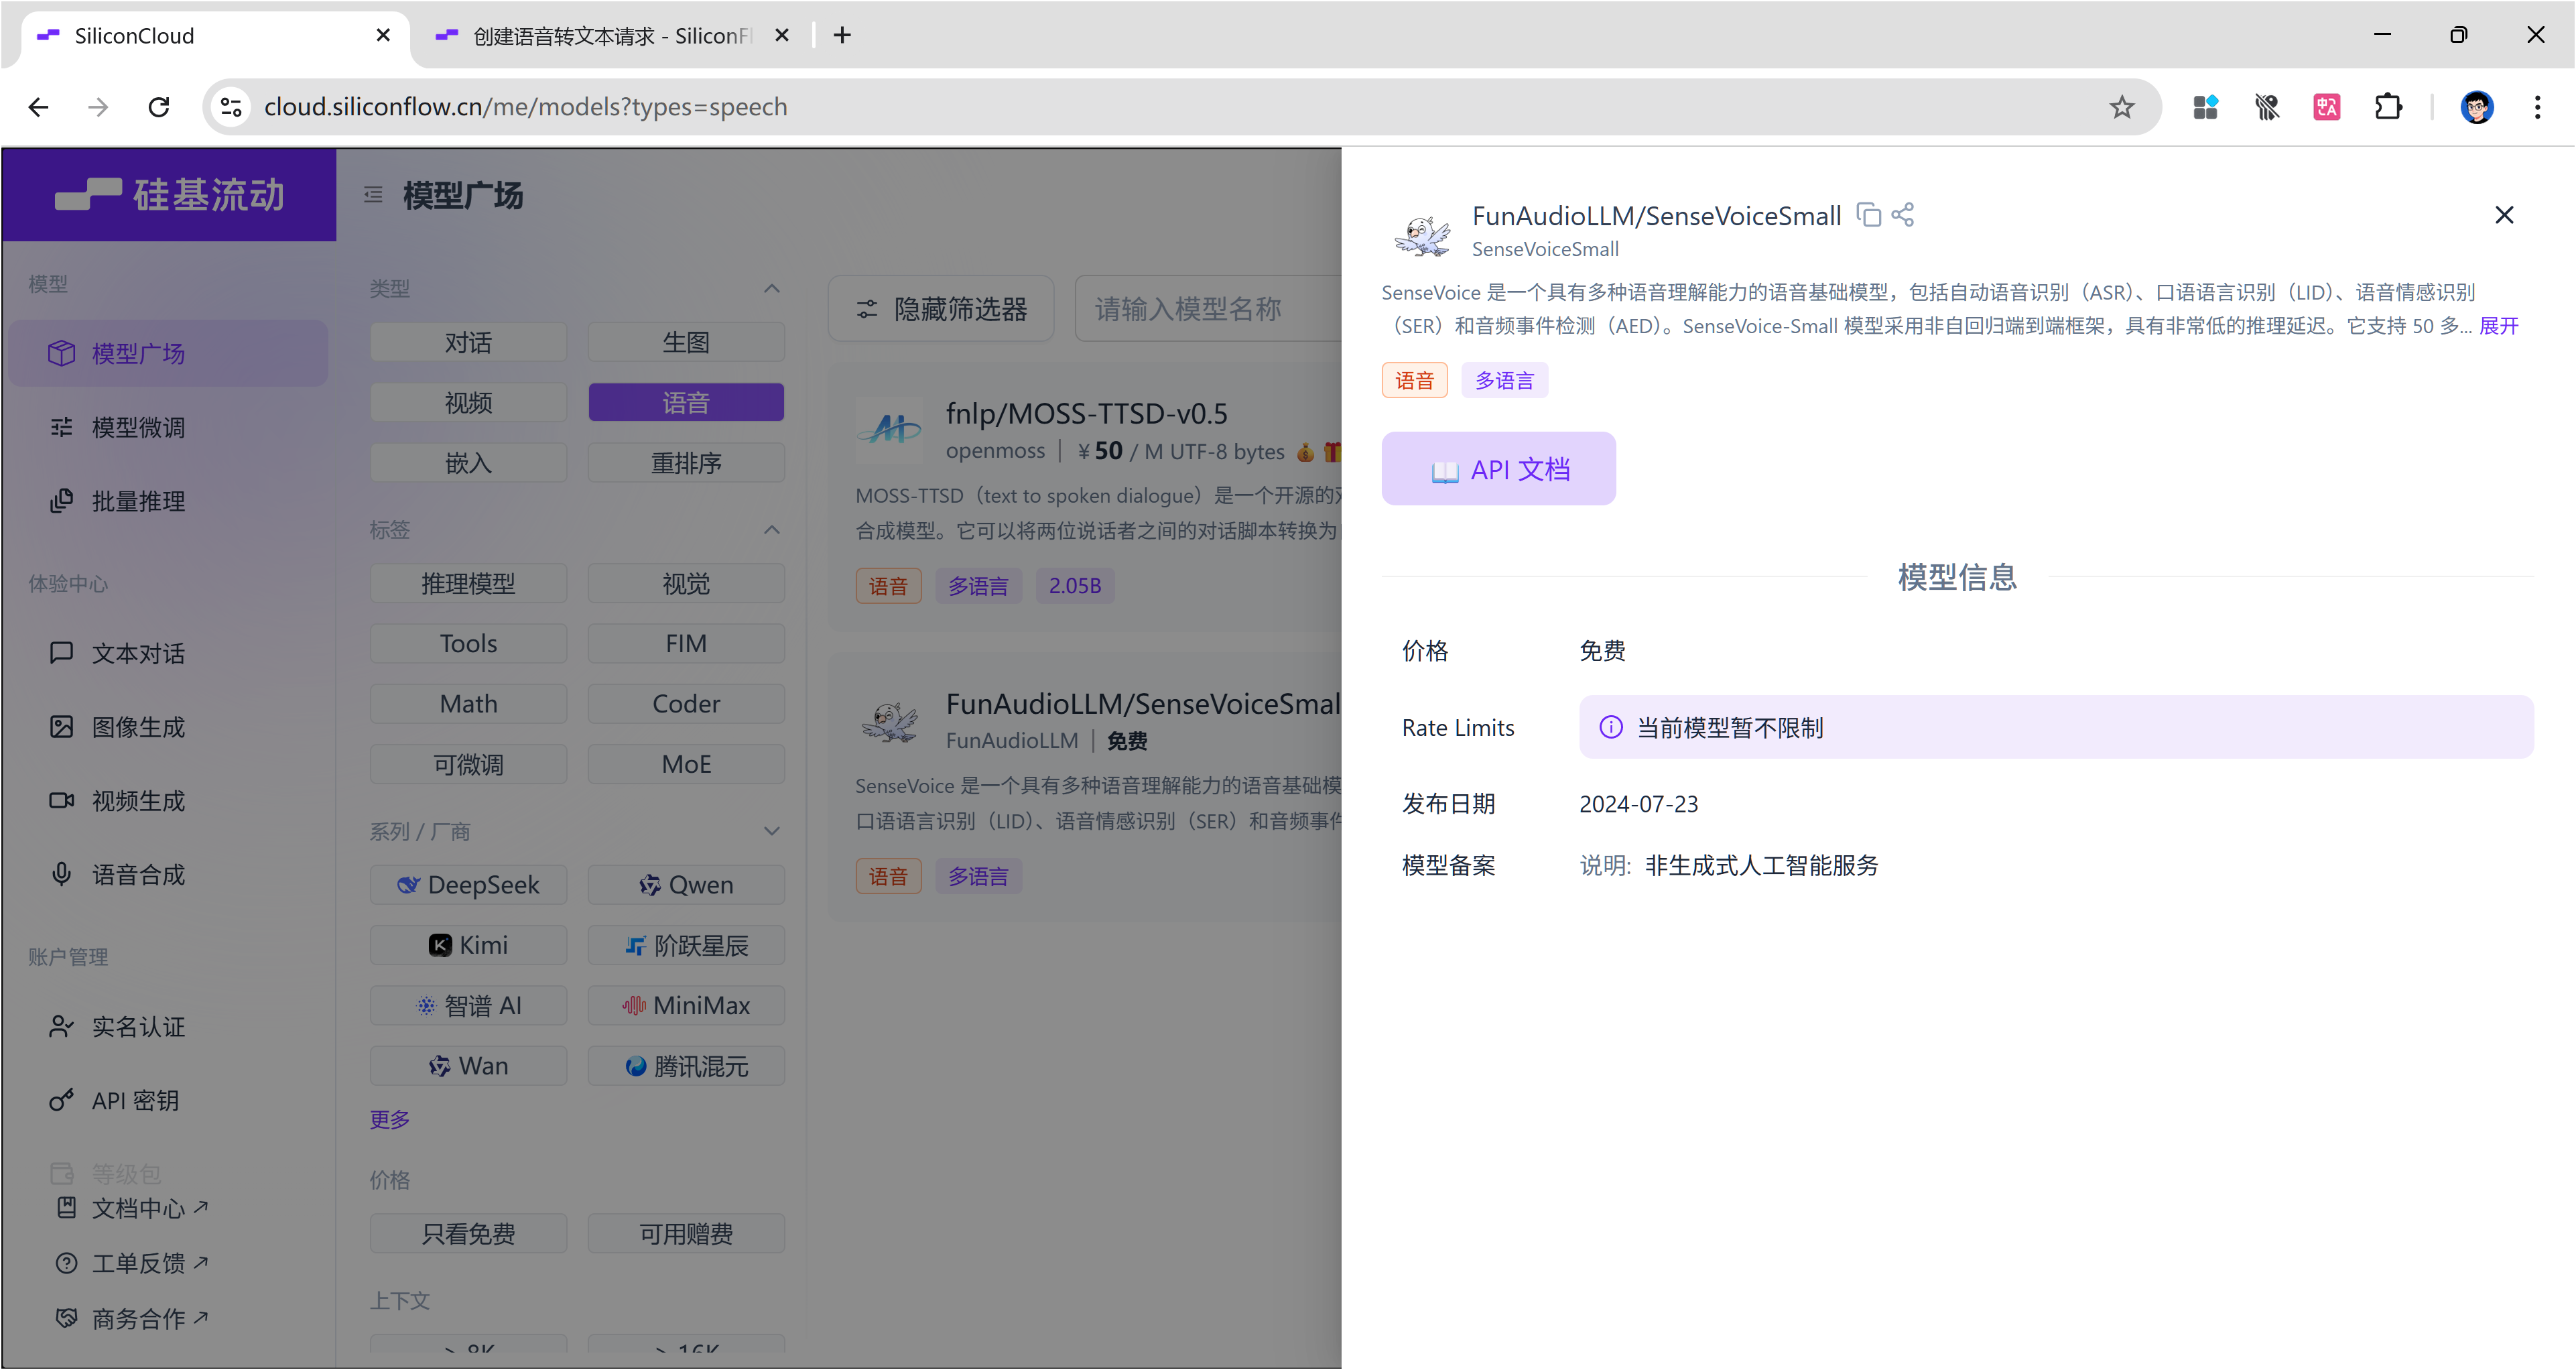 SiliconCloud
创建语音转文本请求 - SiliconFl
cloud.siliconflow.cn/me/models?types=speech
硅基流动
模型
模型广场
模型微调
批量推理
体验中心
文本对话
图像生成
视频生成
语音合成
账户管理
实名认证
API 密钥
等级包
文档中心
工单反馈
商务合作
模型广场
类型
对话
生图
视频
语音
嵌入
重排序
标签
推理模型
视觉
Tools
FIM
Math
Coder
可微调
MoE
系列 / 厂商
DeepSeek
Qwen
Kimi
阶跃星辰
智谱 AI
MiniMax
Wan
腾讯混元
更多
价格
只看免费
可用赠费
上下文
≥ 8K
≥ 16K
隐藏筛选器
请输入模型名称
fnlp/MOSS-TTSD-v0.5
openmoss | ¥ 50 / M UTF-8 bytes
MOSS-TTSD（text to spoken dialogue）是一个开源的
合成模型。它可以将两位说话者之间的对话脚本转换为
语音 多语言 2.05B
FunAudioLLM/SenseVoiceSmal
FunAudioLLM | 免费
SenseVoice 是一个具有多种语音理解能力的语音基础模
口语语言识别（LID）、语音情感识别（SER）和音频事件
语音 多语言
FunAudioLLM/SenseVoiceSmall
SenseVoiceSmall
SenseVoice 是一个具有多种语音理解能力的语音基础模型，包括自动语音识别（ASR）、口语语言识别（LID）、语音情感识别
（SER）和音频事件检测（AED）。SenseVoice-Small 模型采用非自回归端到端框架，具有非常低的推理延迟。它支持 50 多... 展开
语音 多语言
API 文档
模型信息
价格 免费
Rate Limits 当前模型暂不限制
发布日期 2024-07-23
模型备案 说明: 非生成式人工智能服务